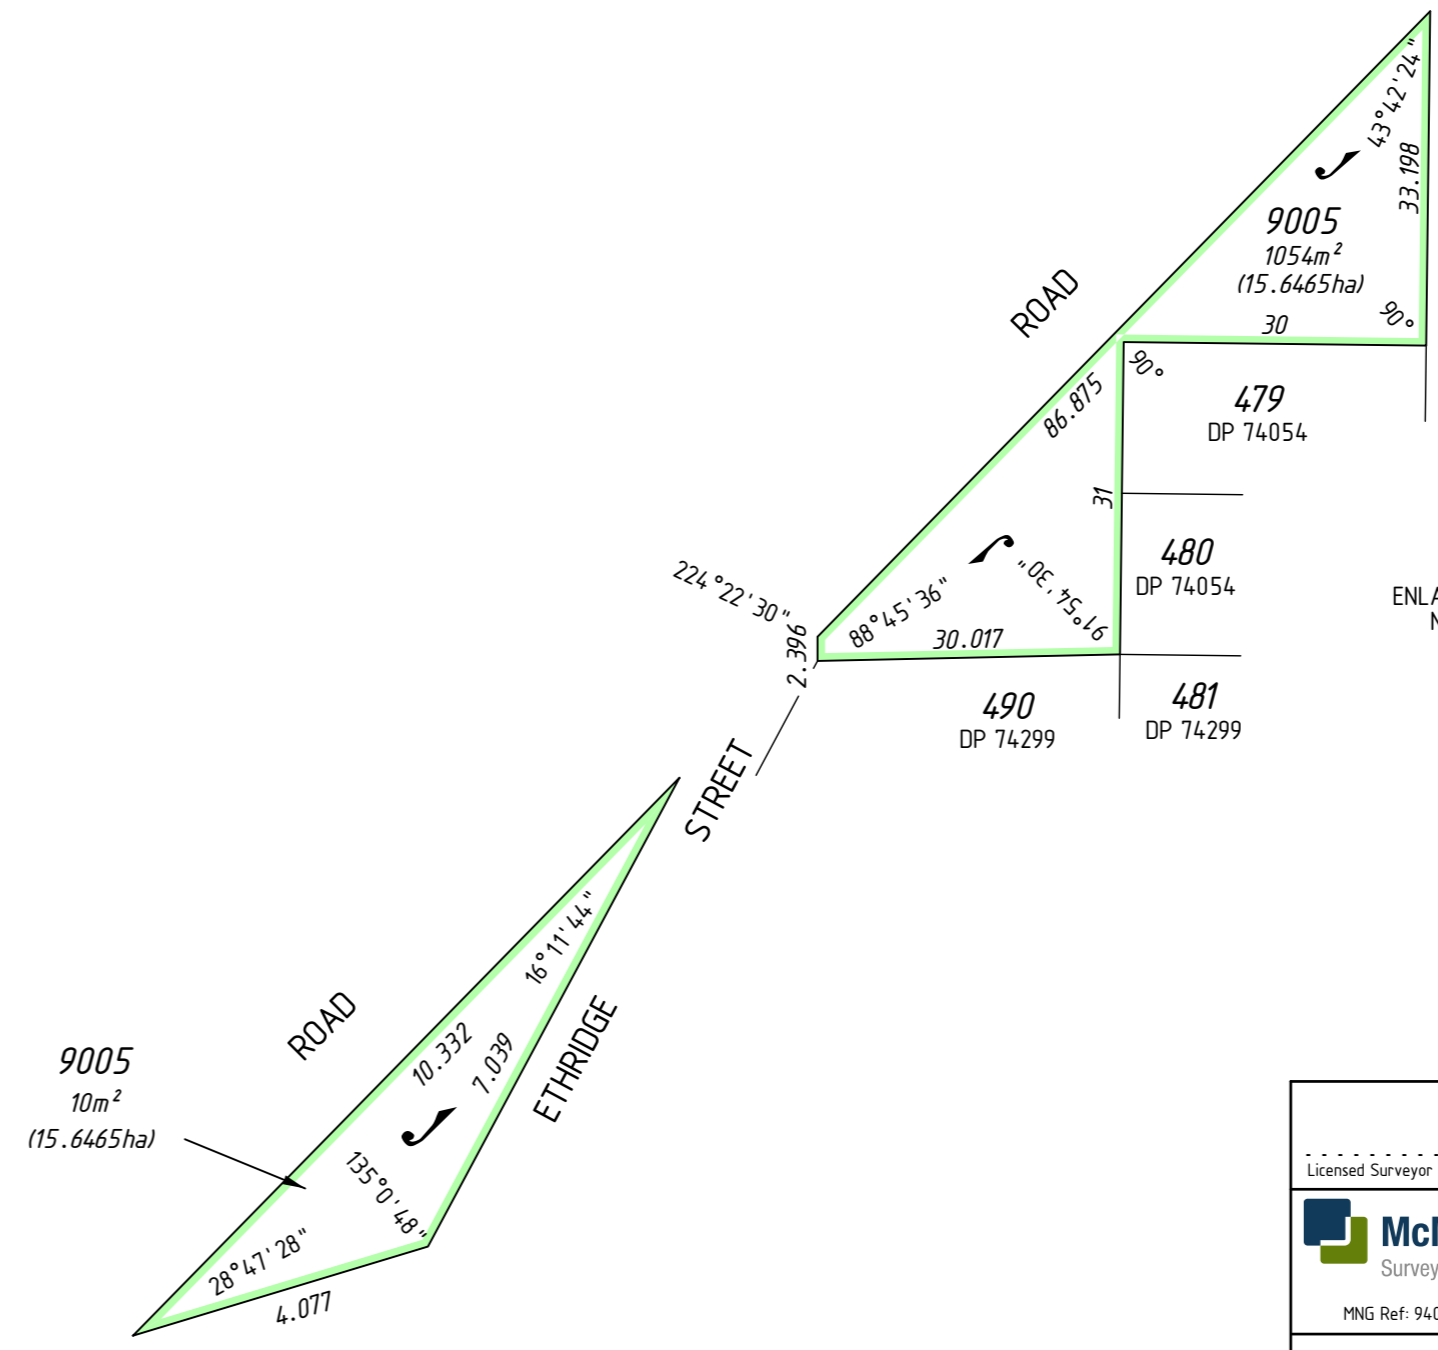 43°42'24"
33.198
9005
1054m²
(15.6465ha)
90°
30
ROAD
90°
86.875
479
DP 74054
31
480
DP 74054
224°22'30"
88°45'36"
91°54'30"
30.017
2.396
490
DP 74299
481
DP 74299
STREET
16°11'44"
ROAD
10.332
7.039
ETHRIDGE
9005
10m²
(15.6465ha)
135°0'48"
28°47'28"
4.077
Licensed Surveyor
Survey
MNG Ref: 940